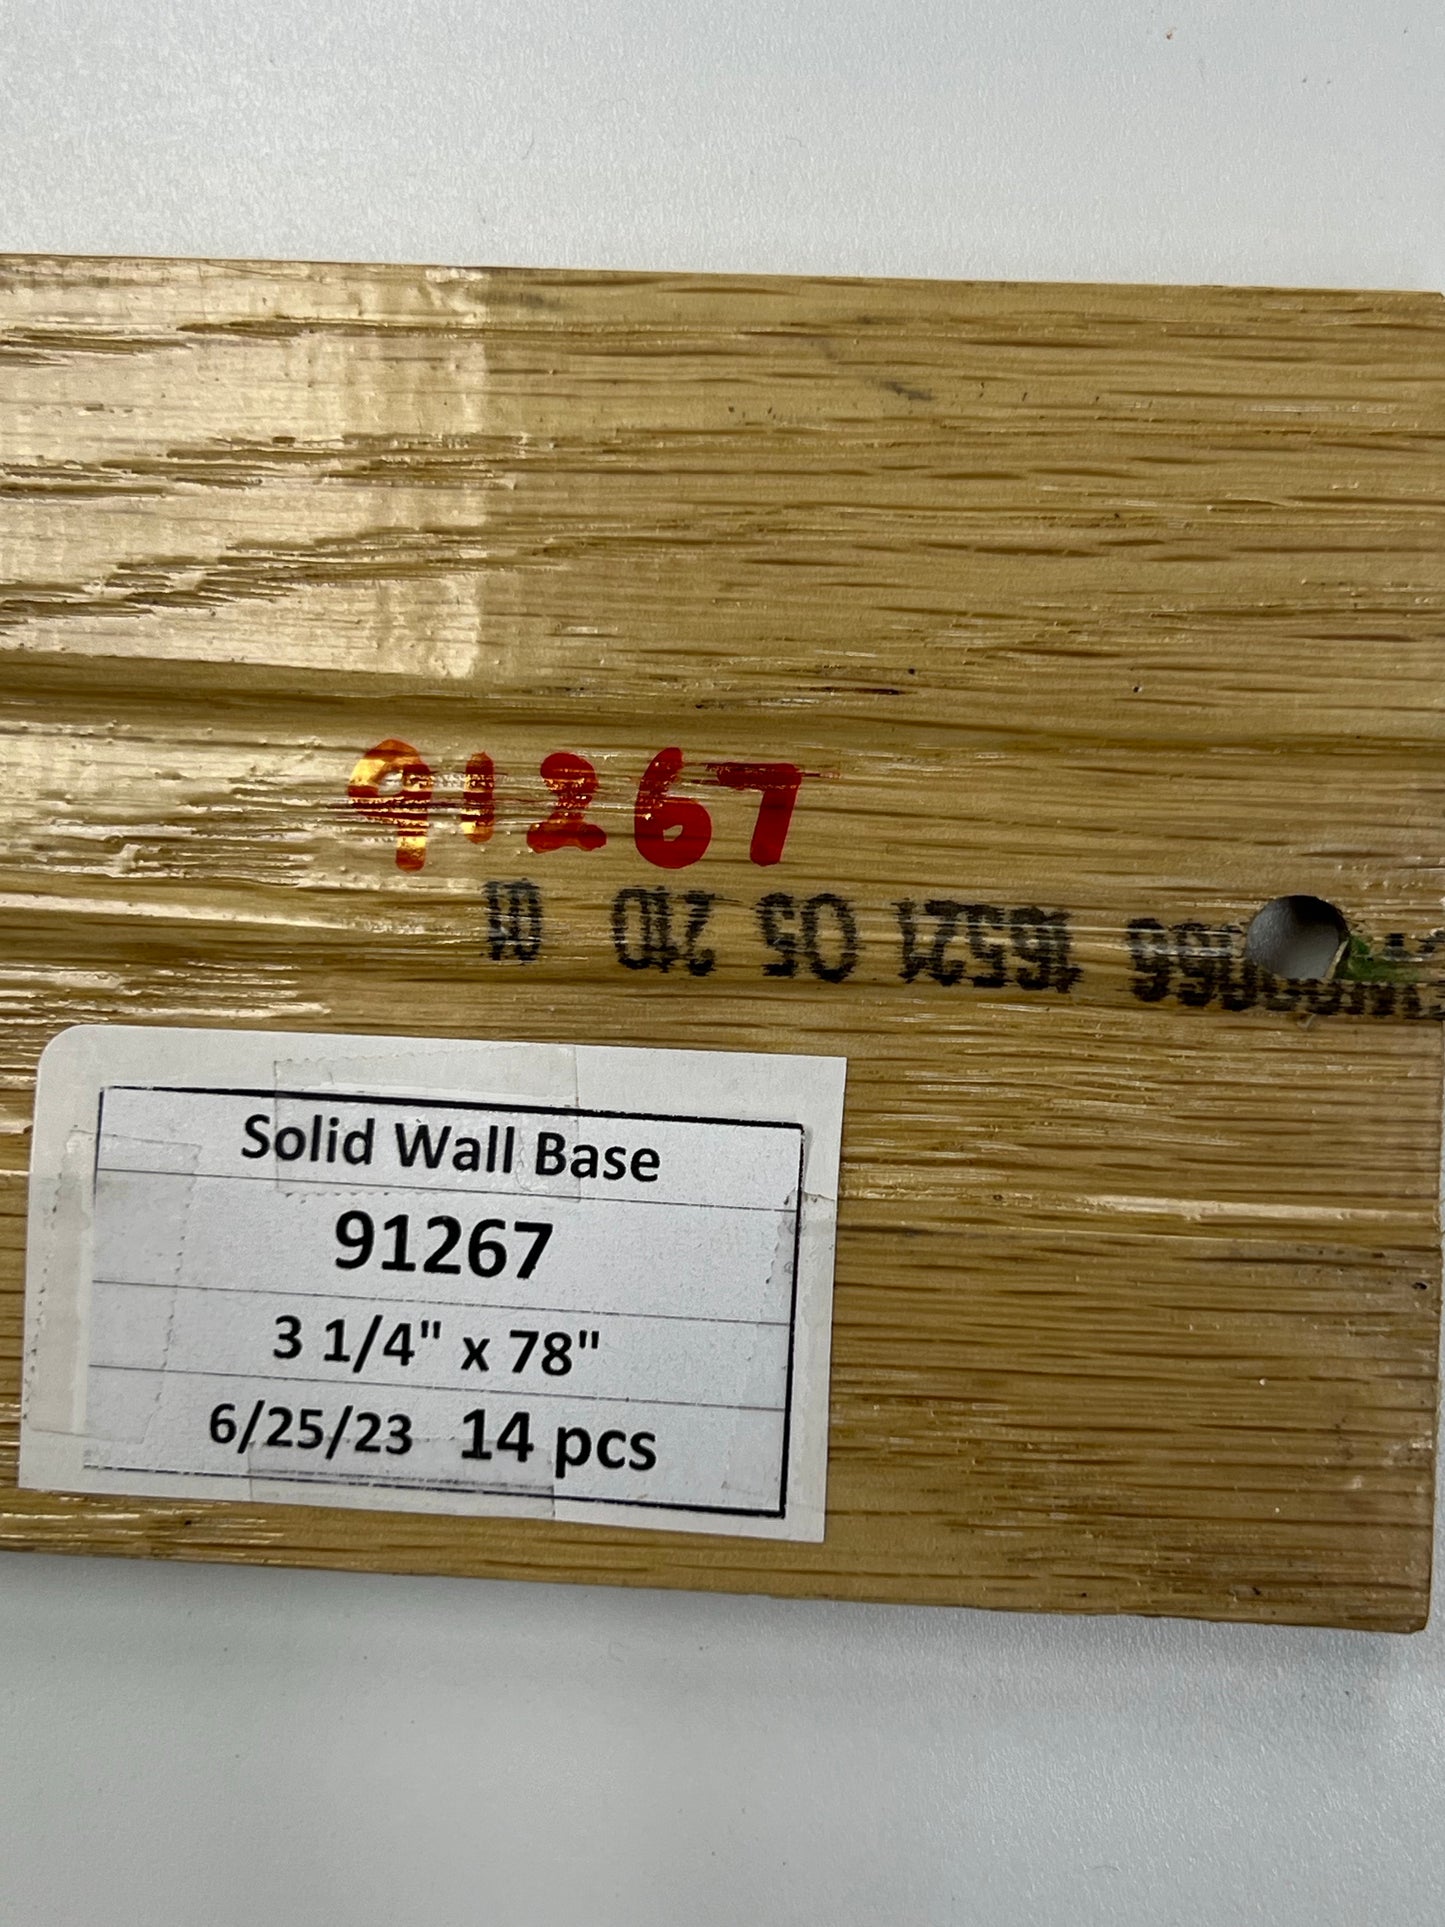 91267
Solid Wall Base
91267
3 1/4" x 78"
6/25/23 14 pcs